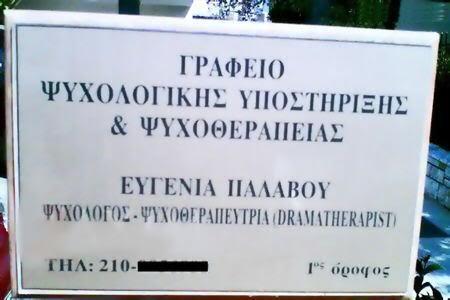 ΓΡΑΦΕΙΟ
ΨΥΧΟΛΟΓΙΚΗΣ ΥΠΟΣΤΗΡΙΞΗΣ
& ΨΥΧΟΘΕΡΑΠΕΙΑΣ
ΕΥΓΕΝΙΑ ΠΑΛΑΒΟΥ
ΨΥΧΟΛΟΓΟΣ - ΨΥΧΟΘΕΡΑΠΕΥΤΡΙΑ (DRAMATHERAPIST)
ΤΗΛ: 210- 1ος όροφος